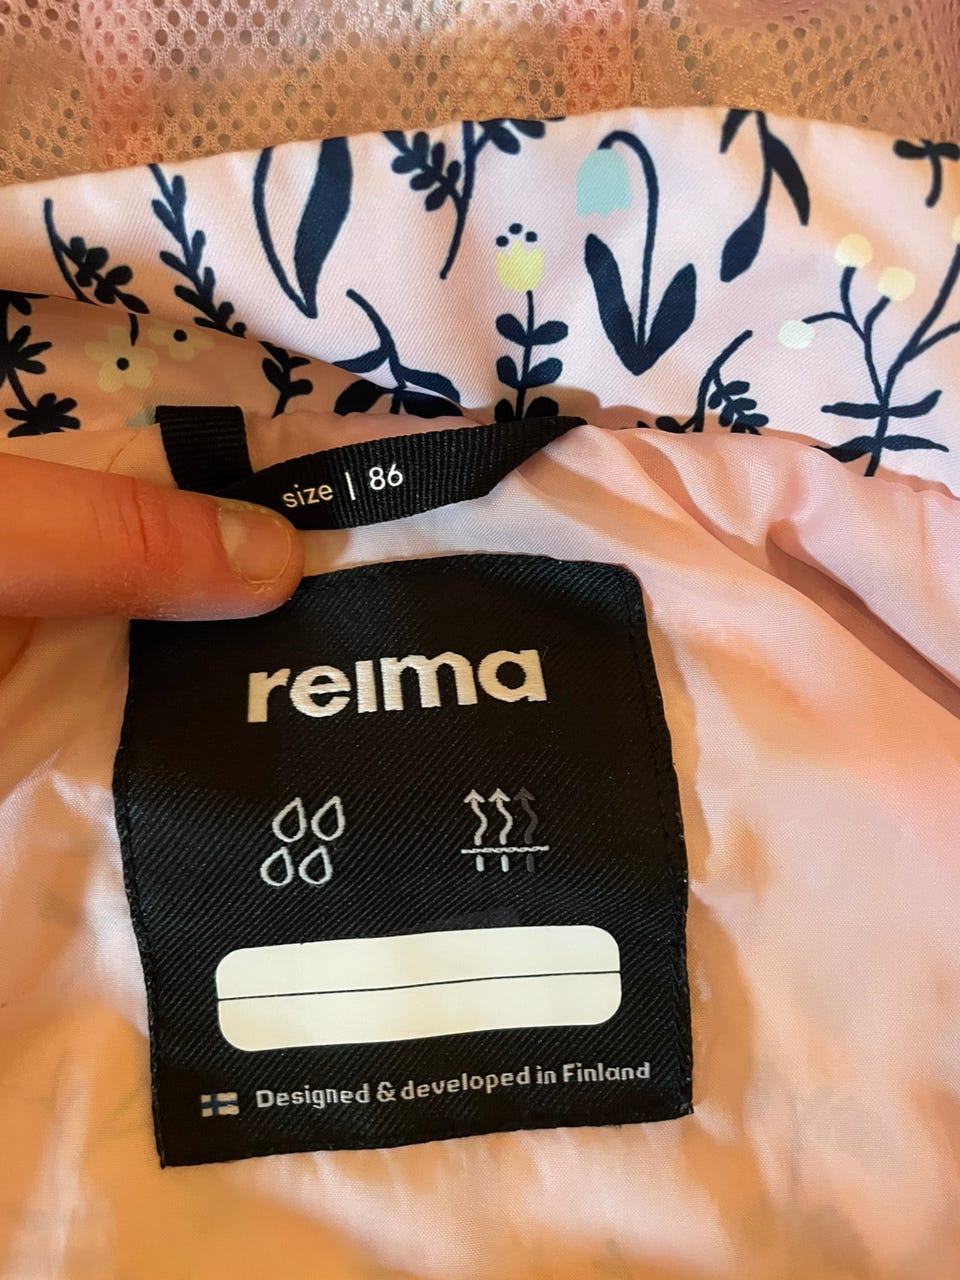 size | 86
reima
Designed & developed in Finland